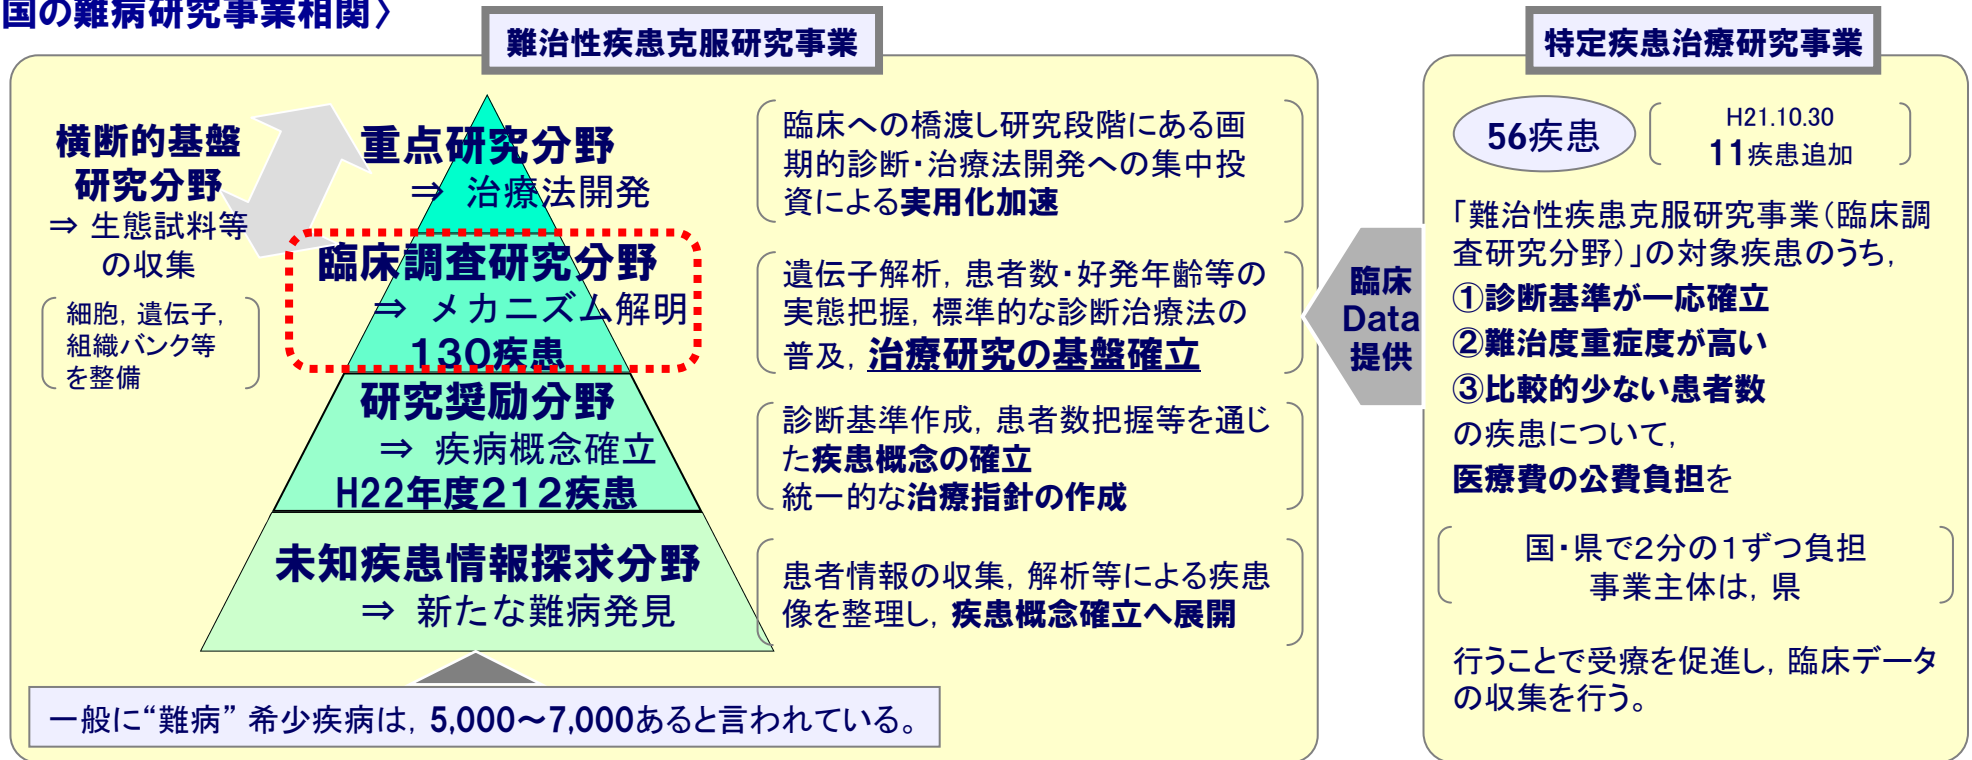 国の難病研究事業相関〉
難治性疾患克服研究事業
横断的基盤
研究分野
⇒ 生態試料等
の収集
細胞，遺伝子，
組織バンク等
を整備
重点研究分野
⇒ 治療法開発
臨床調査研究分野
⇒ メカニズム解明
130疾患
研究奨励分野
⇒ 疾病概念確立
H22年度212疾患
未知疾患情報探求分野
⇒ 新たな難病発見
臨床への橋渡し研究段階にある画
期的診断・治療法開発への集中投
資による実用化加速
遺伝子解析，患者数・好発年齢等の
実態把握，標準的な診断治療法の
普及，治療研究の基盤確立
診断基準作成，患者数把握等を通じ
た疾患概念の確立
統一的な治療指針の作成
患者情報の収集，解析等による疾患
像を整理し，疾患概念確立へ展開
一般に“難病” 希少疾病は，5,000～7,000あると言われている。
臨床
Data
提供
特定疾患治療研究事業
56疾患
H21.10.30
11疾患追加
「難治性疾患克服研究事業（臨床調
査研究分野）」の対象疾患のうち，
①診断基準が一応確立
②難治度重症度が高い
③比較的少ない患者数
の疾患について，
医療費の公費負担を
国・県で2分の1ずつ負担
事業主体は，県
行うことで受療を促進し，臨床データ
の収集を行う。